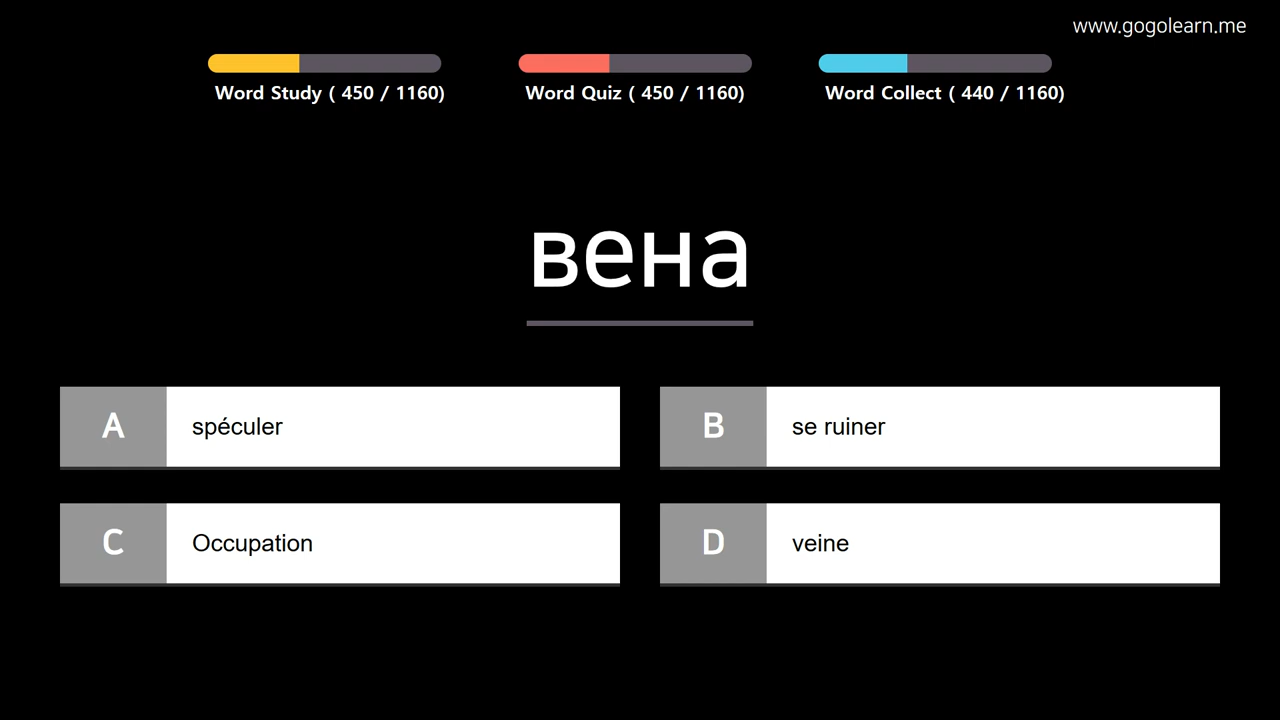 www.gogolearn.me
Word Study ( 450 / 1160)
Word Quiz ( 450 / 1160)
Word Collect ( 440 / 1160)
вена
A
spéculer
B
se ruiner
C
Occupation
D
veine